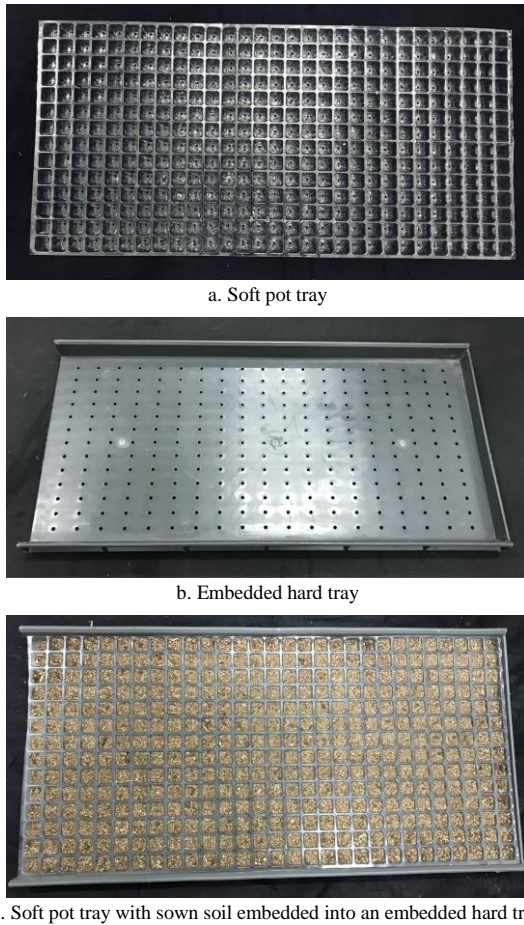 a. Soft pot tray
b. Embedded hard tray
. Soft pot tray with sown soil embedded into an embedded hard